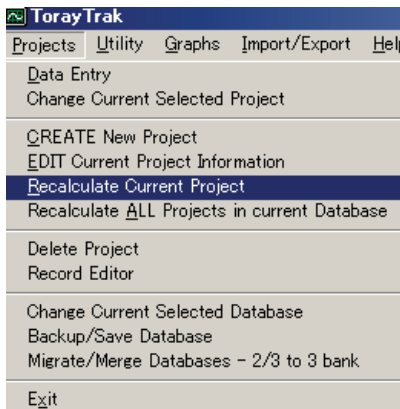 TorayTrak
Projects Utility Graphs Import/Export
Data Entry
Change Current Selected Project
CREATE New Project
EDIT Current Project Information
Recalculate Current Project
Recalculate ALL Projects in current Database
Delete Project
Record Editor
Change Current Selected Database
Backup/Save Database
Migrate/Merge Databases - 2/3 to 3 bank
Exit